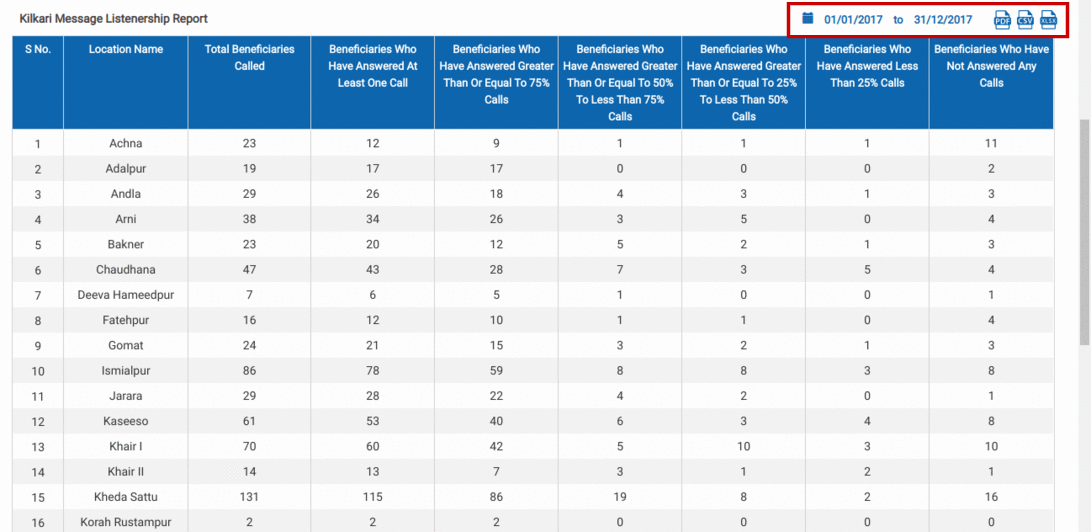 Kilkari Message Listenership Report
01/01/2017 to 31/12/2017 PDF CSV XLSX
S No. Location Name Total Beneficiaries Called Beneficiaries Who Have Answered At Least One Call Beneficiaries Who Have Answered Greater Than Or Equal To 75% Calls Beneficiaries Who Have Answered Greater Than Or Equal To 50% To Less Than 75% Calls Beneficiaries Who Have Answered Greater Than Or Equal To 25% To Less Than 50% Calls Beneficiaries Who Have Answered Less Than 25% Calls Beneficiaries Who Have Not Answered Any Calls
1 Achna 23 12 9 1 1 1 11
2 Adalpur 19 17 17 0 0 0 2
3 Andla 29 26 18 4 3 1 3
4 Arni 38 34 26 3 5 0 4
5 Bakner 23 20 12 5 2 1 3
6 Chaudhana 47 43 28 7 3 5 4
7 Deeva Hameedpur 7 6 5 1 0 0 1
8 Fatehpur 16 12 10 1 1 0 4
9 Gomat 24 21 15 3 2 1 3
10 Ismialpur 86 78 59 8 8 3 8
11 Jarara 29 28 22 4 2 0 1
12 Kaseeso 61 53 40 6 3 4 8
13 Khair I 70 60 42 5 10 3 10
14 Khair II 14 13 7 3 1 2 1
15 Kheda Sattu 131 115 86 19 8 2 16
16 Korah Rustampur 2 2 2 0 0 0 0